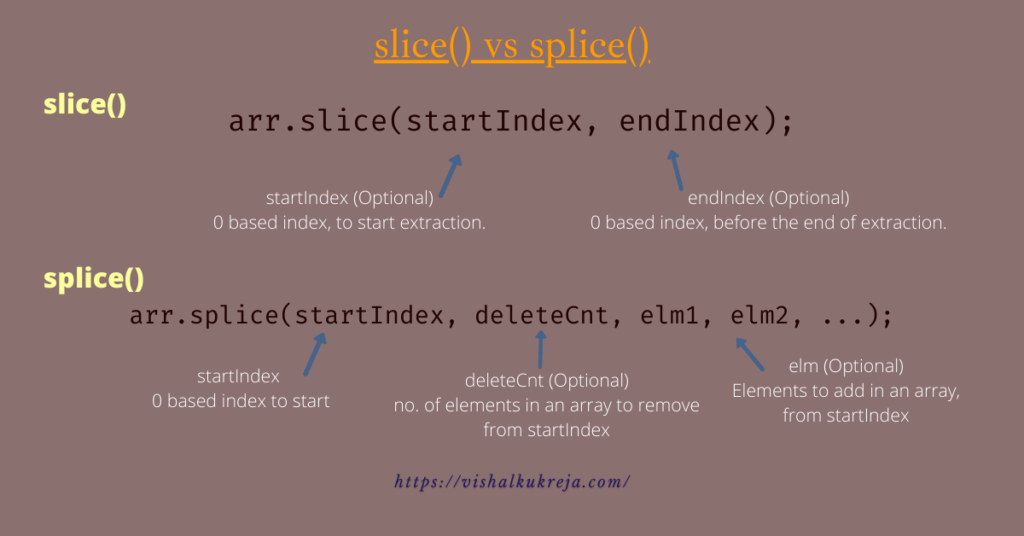 slice() vs splice()
slice()
arr.slice(startIndex, endIndex);
startIndex (Optional)
0 based index, to start extraction.
endIndex (Optional)
0 based index, before the end of extraction.
splice()
arr.splice(startIndex, deleteCnt, elm1, elm2, ...);
startIndex
0 based index to start
deleteCnt (Optional)
no. of elements in an array to remove
from startIndex
elm (Optional)
Elements to add in an array,
from startIndex
https://vishalkukreja.com/